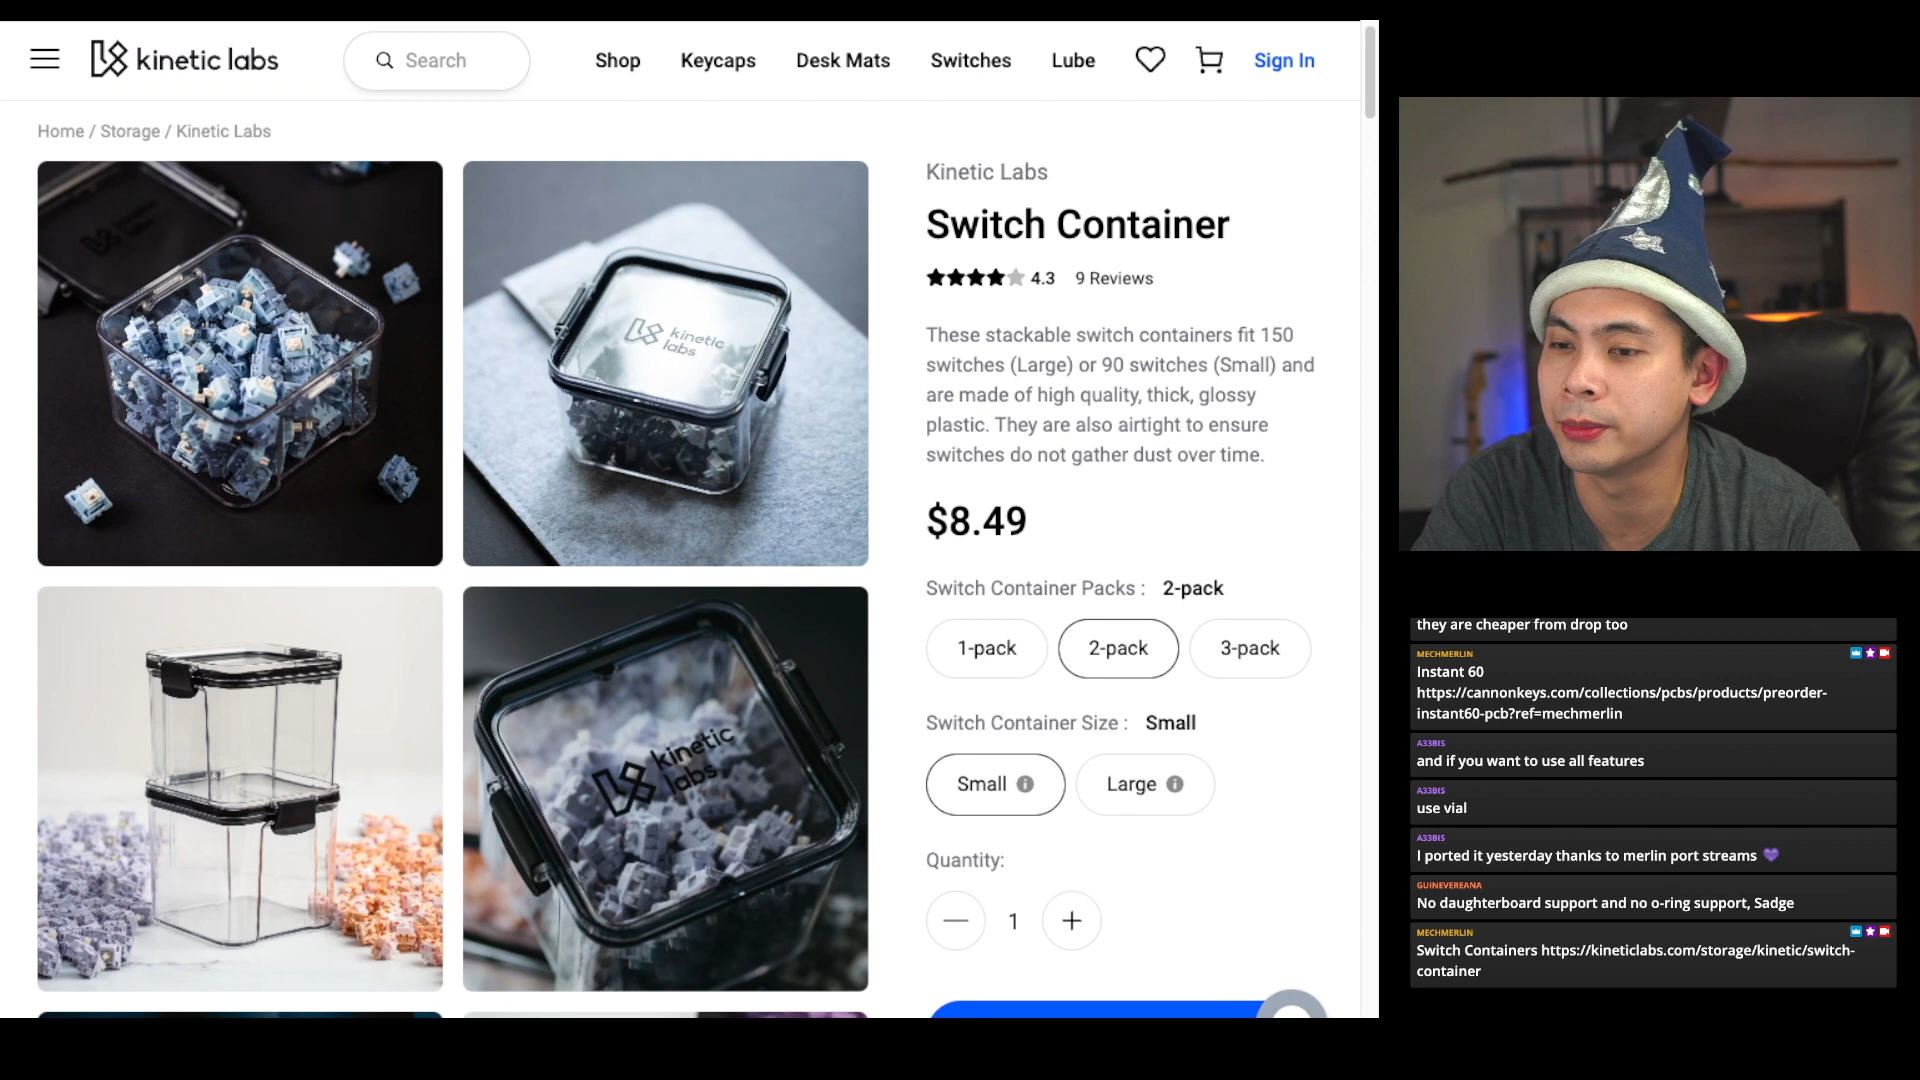 kinetic labs
Search
Shop
Keycaps
Desk Mats
Switches
Lube
Sign In
Home / Storage / Kinetic Labs
kinetic
labs
kinetic
labs
Kinetic Labs
Switch Container
4.3
9 Reviews
These stackable switch containers fit 150
switches (Large) or 90 switches (Small) and
are made of high quality, thick, glossy
plastic. They are also airtight to ensure
switches do not gather dust over time.
$8.49
Switch Container Packs : 2-pack
1-pack
2-pack
3-pack
Switch Container Size : Small
Small
Large
Quantity:
1
they are cheaper from drop too
MECHMERLIN
Instant 60
https://cannonkeys.com/collections/pcbs/products/preorder-
instant60-pcb?ref=mechmerlin
A33BIS
and if you want to use all features
A33BIS
use vial
A33BIS
I ported it yesterday thanks to merlin port streams
GUINEVEREANA
No daughterboard support and no o-ring support, Sadge
MECHMERLIN
Switch Containers https://kineticlabs.com/storage/kinetic/switch-
container